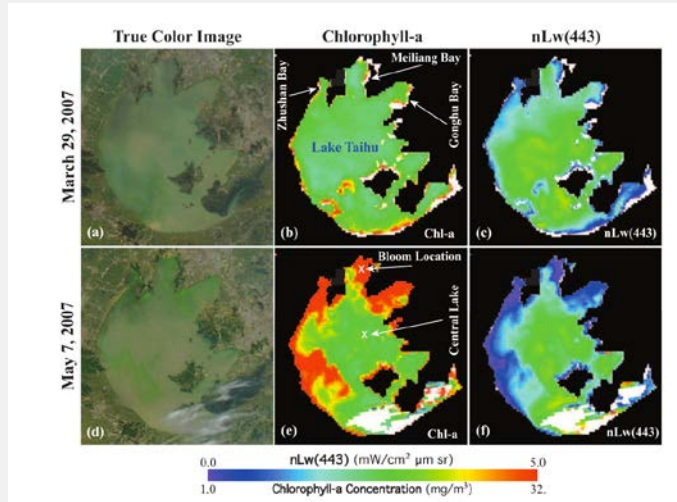 True Color Image
Chlorophyll-a
nLw(443)
March 29, 2007
Zhushan Bay
Meiliang Bay
Gonghu Bay
Lake Taihu
(a)
(b)
Chl-a
(c)
nLw(443)
May 7, 2007
Bloom Location
Central Lake
(d)
(e)
Chl-a
(f)
nLw(443)
nLw(443) (mW/cm² μm sr)
0.0
5.0
1.0
32.
Chlorophyll-a Concentration (mg/m³)